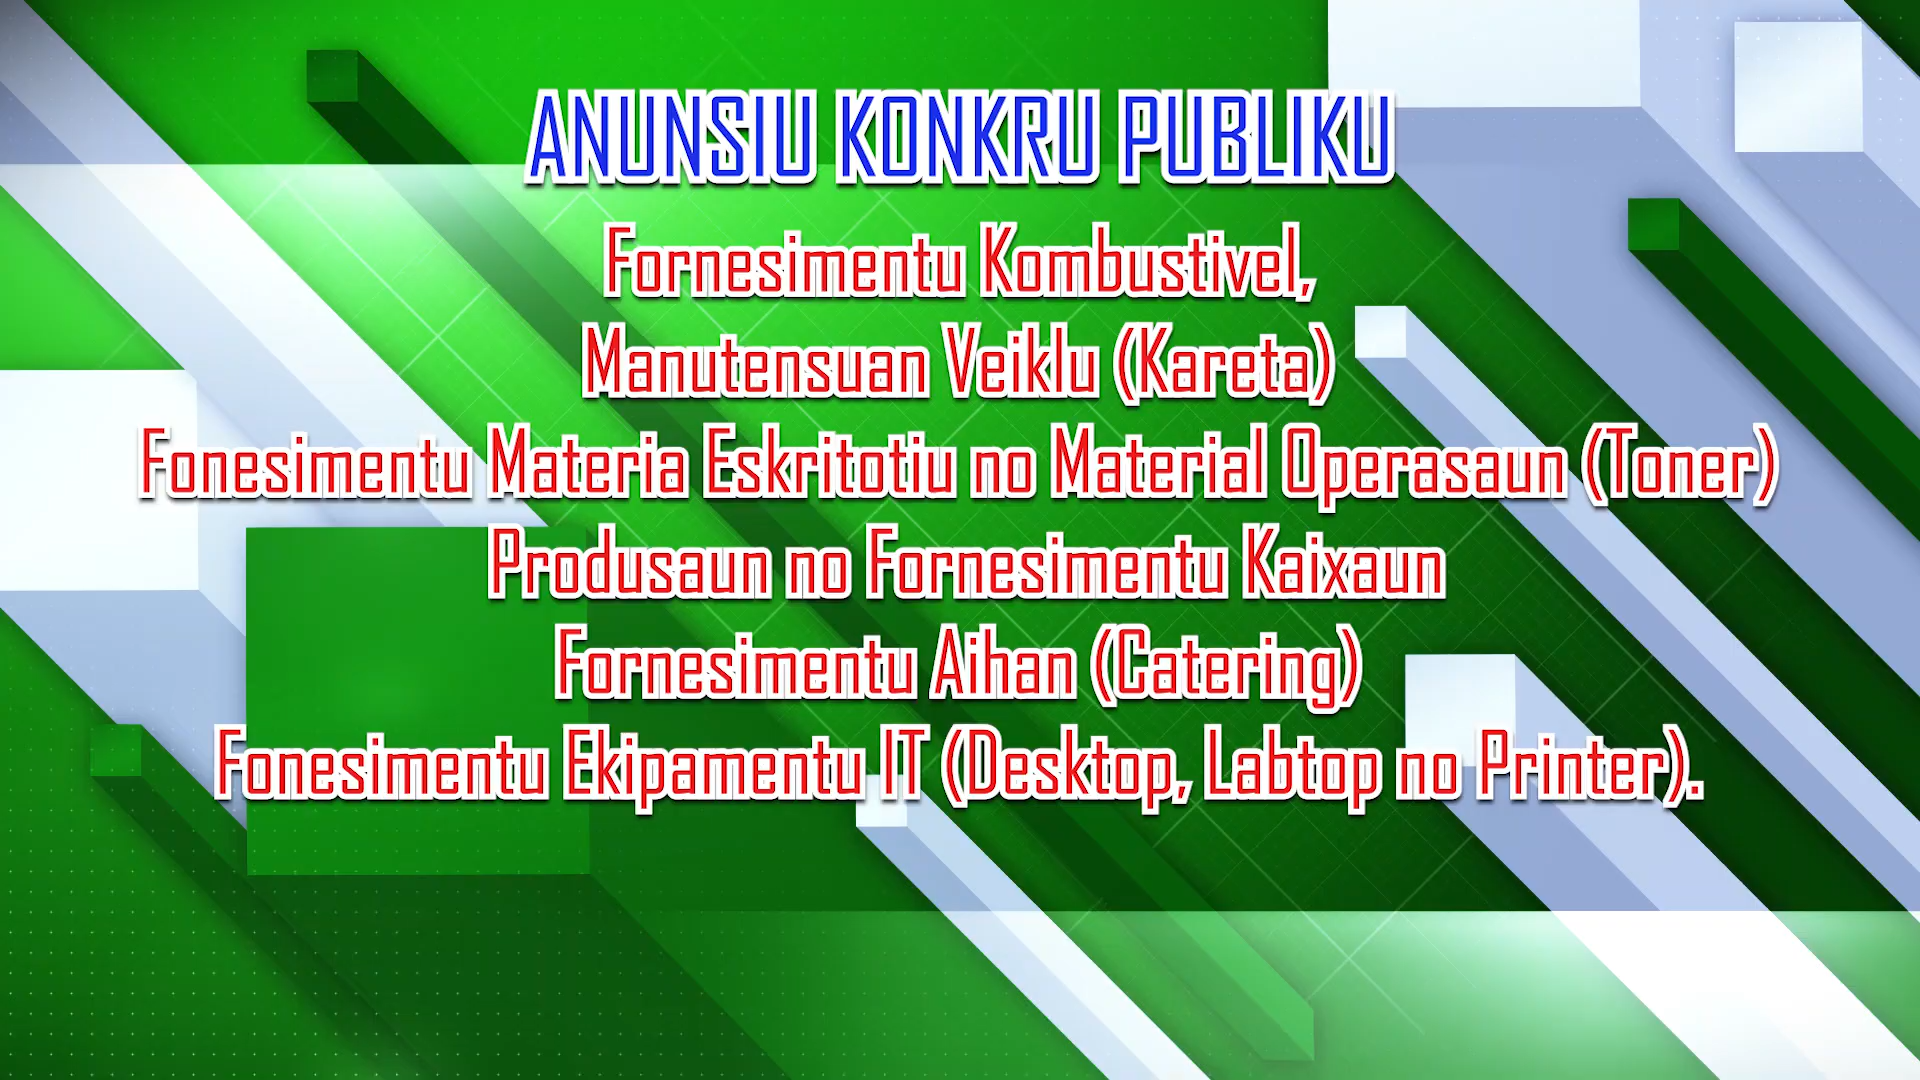 ANUNSIU KONKRU PUBLIKU
Fornesimentu Kombustivel,
Manutensuan Veiklu (Kareta)
Fonesimentu Materia Eskritotiu no Material Operasaun (Toner)
Produsaun no Fornesimentu Kaixaun
Fornesimentu Aihan (Catering)
Fonesimentu Ekipamentu IT (Desktop, Labtop no Printer).